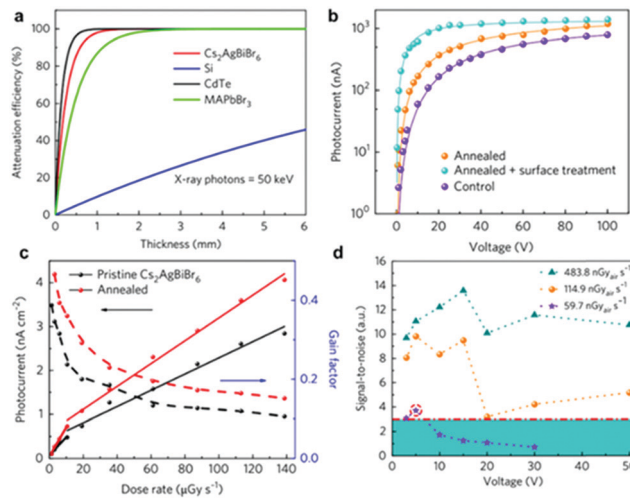 a
Attenuation efficiency (%)
100
80
60
40
20
0
Cs2AgBiBr6
Si
CdTe
MAPbBr3
X-ray photons = 50 keV
0 1 2 3 4 5 6
Thickness (mm)
b
Photocurrent (nA)
10³
10²
10¹
10⁰
Annealed
Annealed + surface treatment
Control
0 20 40 60 80 100
Voltage (V)
c
Photocurrent (nA cm⁻²)
4
3
2
1
0
Pristine Cs2AgBiBr6
Annealed
0.4
0.2
0.0
Gain factor
0 20 40 60 80 100 120 140
Dose rate (µGy s⁻¹)
d
Signal-to-noise (a.u.)
16
14
12
10
8
6
4
2
0
483.8 nGyair s⁻¹
114.9 nGyair s⁻¹
59.7 nGyair s⁻¹
0 10 20 30 40 50
Voltage (V)